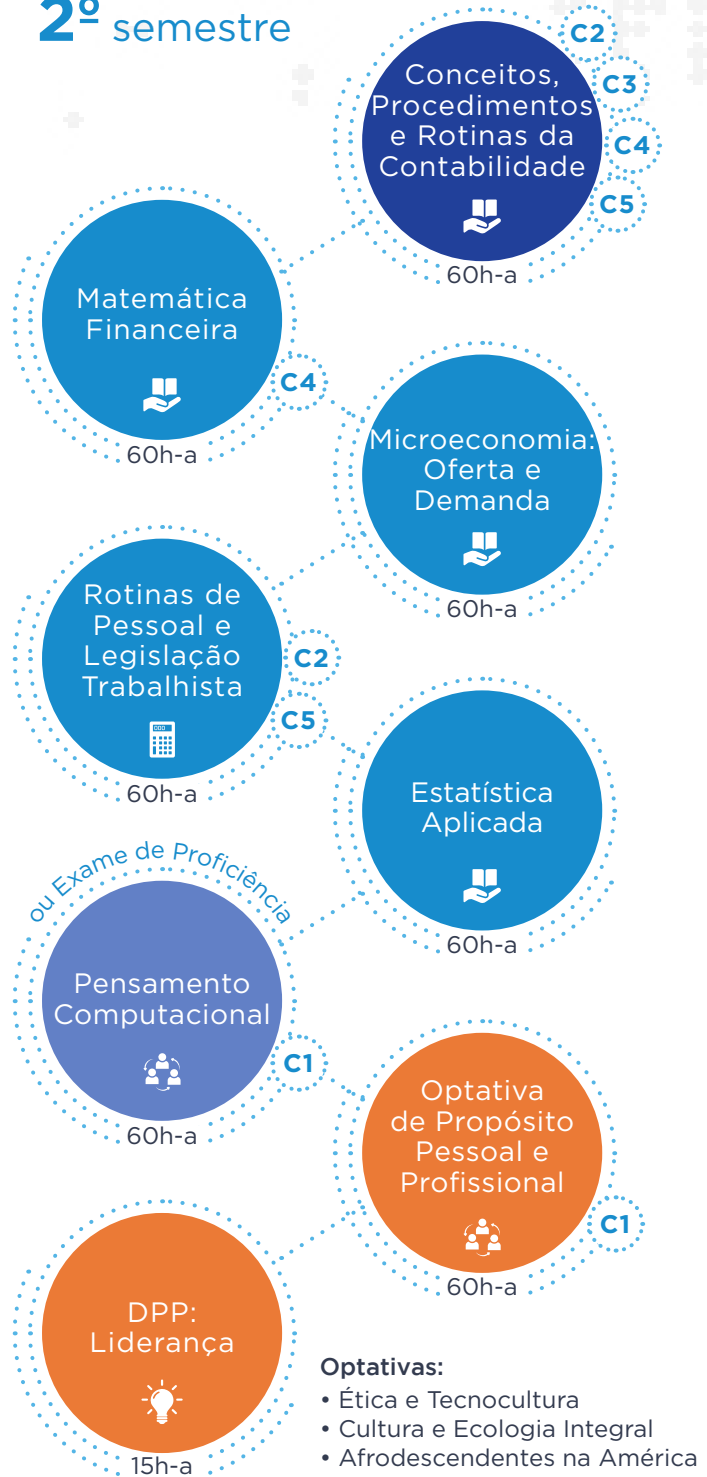 2º semestre
Conceitos,
Procedimentos
e Rotinas da
Contabilidade
C2
C3
C4
C5
60h-a
Matemática
Financeira
C4
60h-a
Microeconomia:
Oferta e
Demanda
60h-a
Rotinas de
Pessoal e
Legislação
Trabalhista
C2
C5
60h-a
Estatística
Aplicada
60h-a
ou Exame de Proficiência
Pensamento
Computacional
C1
60h-a
Optativa
de Propósito
Pessoal e
Profissional
C1
60h-a
DPP:
Liderança
15h-a
Optativas:
• Ética e Tecnocultura
• Cultura e Ecologia Integral
• Afrodescendentes na América